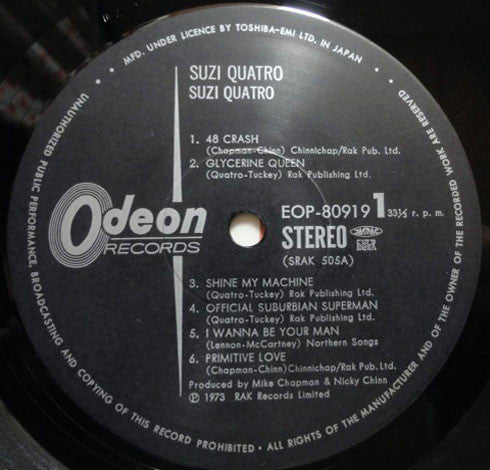 MFD. UNDER LICENCE BY TOSHIBA-EMI LTD. IN JAPAN
SUZI QUATRO
SUZI QUATRO
1. 48 CRASH
(Chapman-Chinn) Chinnichap/Rak Pub. Ltd.
2. GLYCERINE QUEEN
(Quatro-Tuckey) Rak Publishing Ltd.
Odeon
RECORDS
EOP-80919 1 33⅓ r. p. m.
STEREO
(SRAK 505A)
3. SHINE MY MACHINE
(Quatro-Tuckey) Rak Publishing Ltd.
4. OFFICIAL SUBURBIAN SUPERMAN
(Quatro-Tuckey) Rak Publishing Ltd.
5. I WANNA BE YOUR MAN
(Lennon-McCartney) Northern Songs
6. PRIMITIVE LOVE
(Chapman-Chinn)Chinnichap/Rak Pub. Ltd.
Produced by Mike Chapman & Nicky Chinn
Ⓟ 1973 RAK Records Limited
UNAUTHORIZED PUBLIC PERFORMANCE, BROADCASTING AND COPYING OF THIS RECORD PROHIBITED • ALL RIGHTS OF THE MANUFACTURER AND OF THE OWNER OF THE RECORDED WORK ARE RESERVED